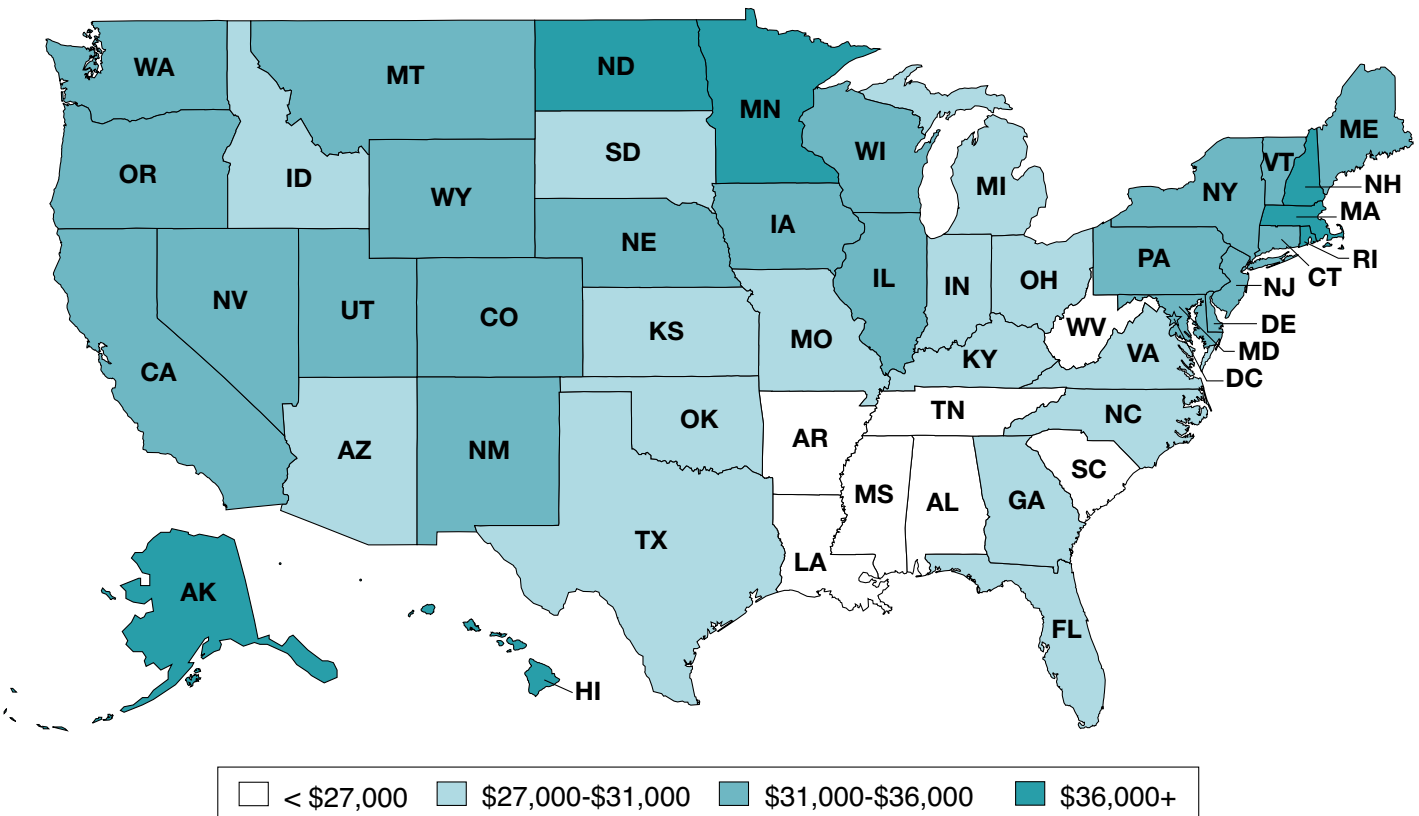 WA
MT
ND
MN
OR
ID
SD
WI
MI
ME
VT
NH
NY
MA
WY
IA
NE
PA
RI
CT
NJ
NV
UT
CO
IL
IN
OH
DE
MD
DC
CA
KS
MO
WV
VA
KY
AZ
NM
OK
AR
TN
NC
SC
MS
AL
GA
TX
LA
FL
AK
HI
< $27,000 $27,000-$31,000 $31,000-$36,000 $36,000+